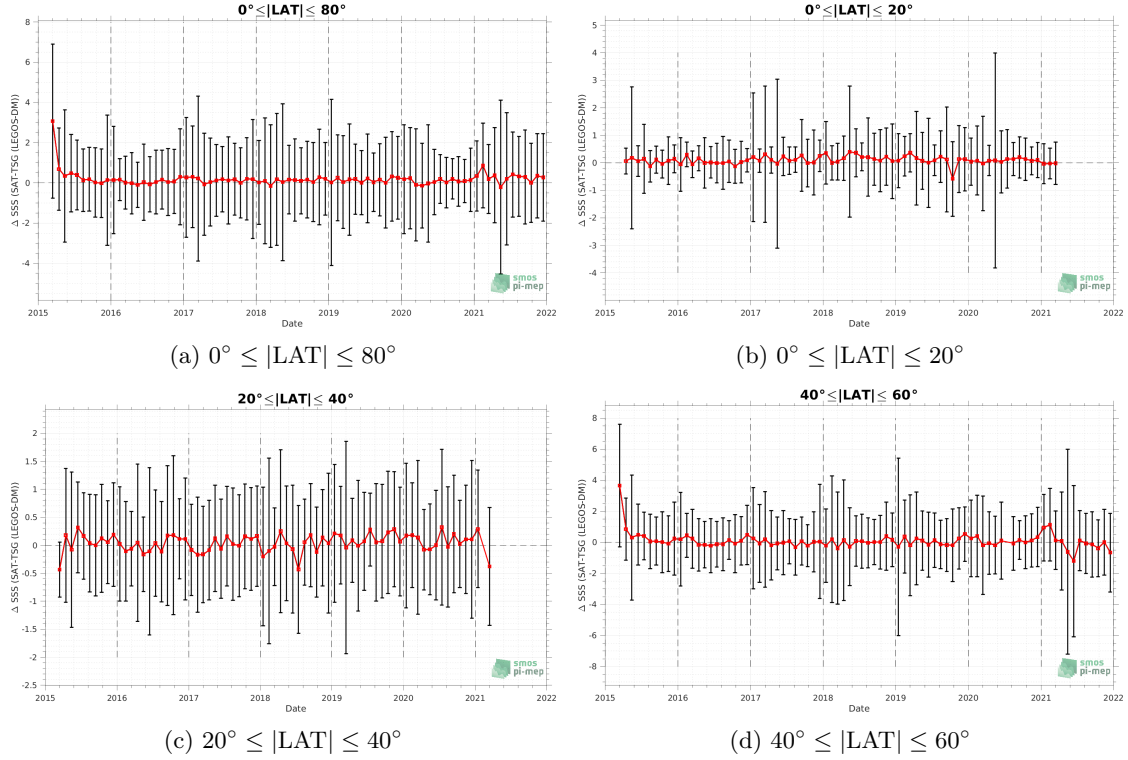 0°≤|LAT|≤ 80°
8
6
4
2
0
-2
-4
Δ SSS (SAT-TSG (LEGOS-DM))
smos
pi-mep
2015 2016 2017 2018 2019 2020 2021 2022
Date
(a) 0° ≤ |LAT| ≤ 80°
0°≤|LAT|≤ 20°
5
4
3
2
1
0
-1
-2
-3
-4
Δ SSS (SAT-TSG (LEGOS-DM))
smos
pi-mep
2015 2016 2017 2018 2019 2020 2021 2022
Date
(b) 0° ≤ |LAT| ≤ 20°
20°≤|LAT|≤ 40°
2
1.5
1
0.5
0
-0.5
-1
-1.5
-2
-2.5
Δ SSS (SAT-TSG (LEGOS-DM))
smos
pi-mep
2015 2016 2017 2018 2019 2020 2021 2022
Date
(c) 20° ≤ |LAT| ≤ 40°
40°≤|LAT|≤ 60°
8
6
4
2
0
-2
-4
-6
-8
Δ SSS (SAT-TSG (LEGOS-DM))
smos
pi-mep
2015 2016 2017 2018 2019 2020 2021 2022
Date
(d) 40° ≤ |LAT| ≤ 60°